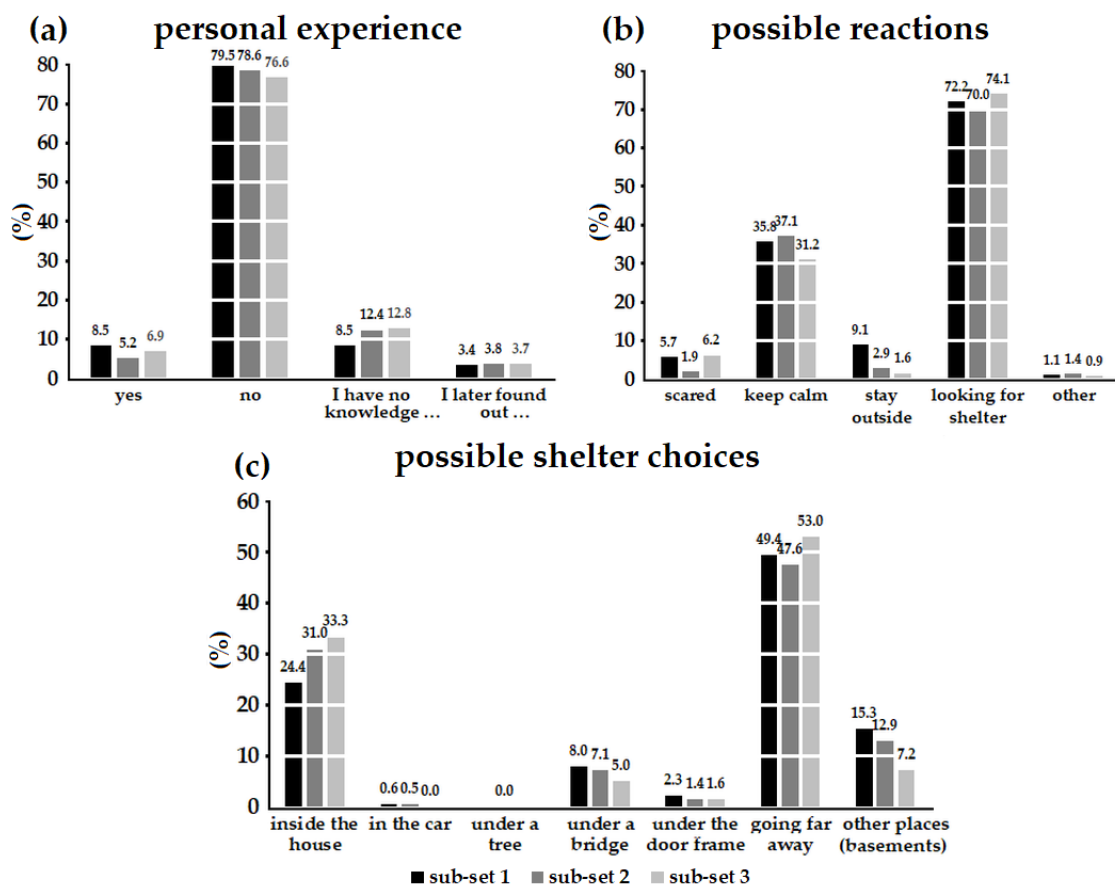 (a) personal experience
79.5 78.6 76.6
80
70
60
50
40
30
20
10
0
(%)
8.5 5.2 6.9
8.5 12.4 12.8
3.4 3.8 3.7
yes
no
I have no
knowledge ...
I later found
out ...
(b) possible reactions
80
70
60
50
40
30
20
10
0
(%)
5.7 1.9 6.2
35.8 37.1 31.2
9.1 2.9 1.6
72.2 70.0 74.1
1.1 1.4 0.9
scared
keep calm
stay
outside
looking for
shelter
other
(c) possible shelter choices
60
50
40
30
20
10
0
(%)
24.4 31.0 33.3
0.6 0.5 0.0
0.0
8.0 7.1 5.0
2.3 1.4 1.6
49.4 47.6 53.0
15.3 12.9 7.2
inside the
house
in the car
under a
tree
under a
bridge
under the
door frame
going far
away
other places
(basements)
sub-set 1 sub-set 2 sub-set 3